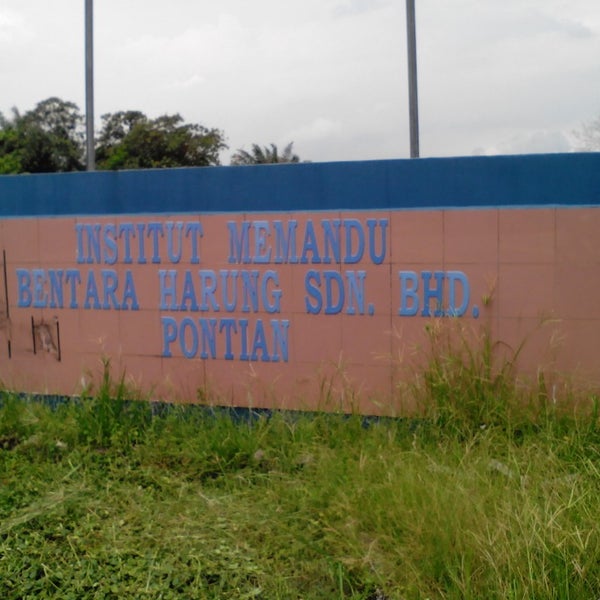 INSTITUT MEMANDU
BENTARA HARUNG SDN. BHD.
PONTIAN